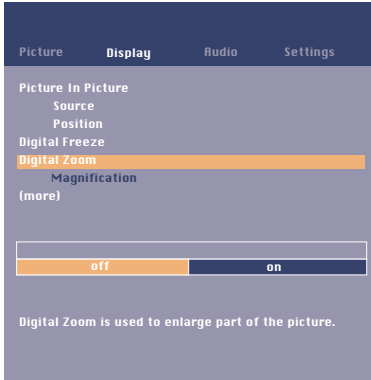 Picture Display Audio Settings
Picture In Picture
Source
Position
Digital Freeze
Digital Zoom
Magnification
(more)
off on
Digital Zoom is used to enlarge part of the picture.